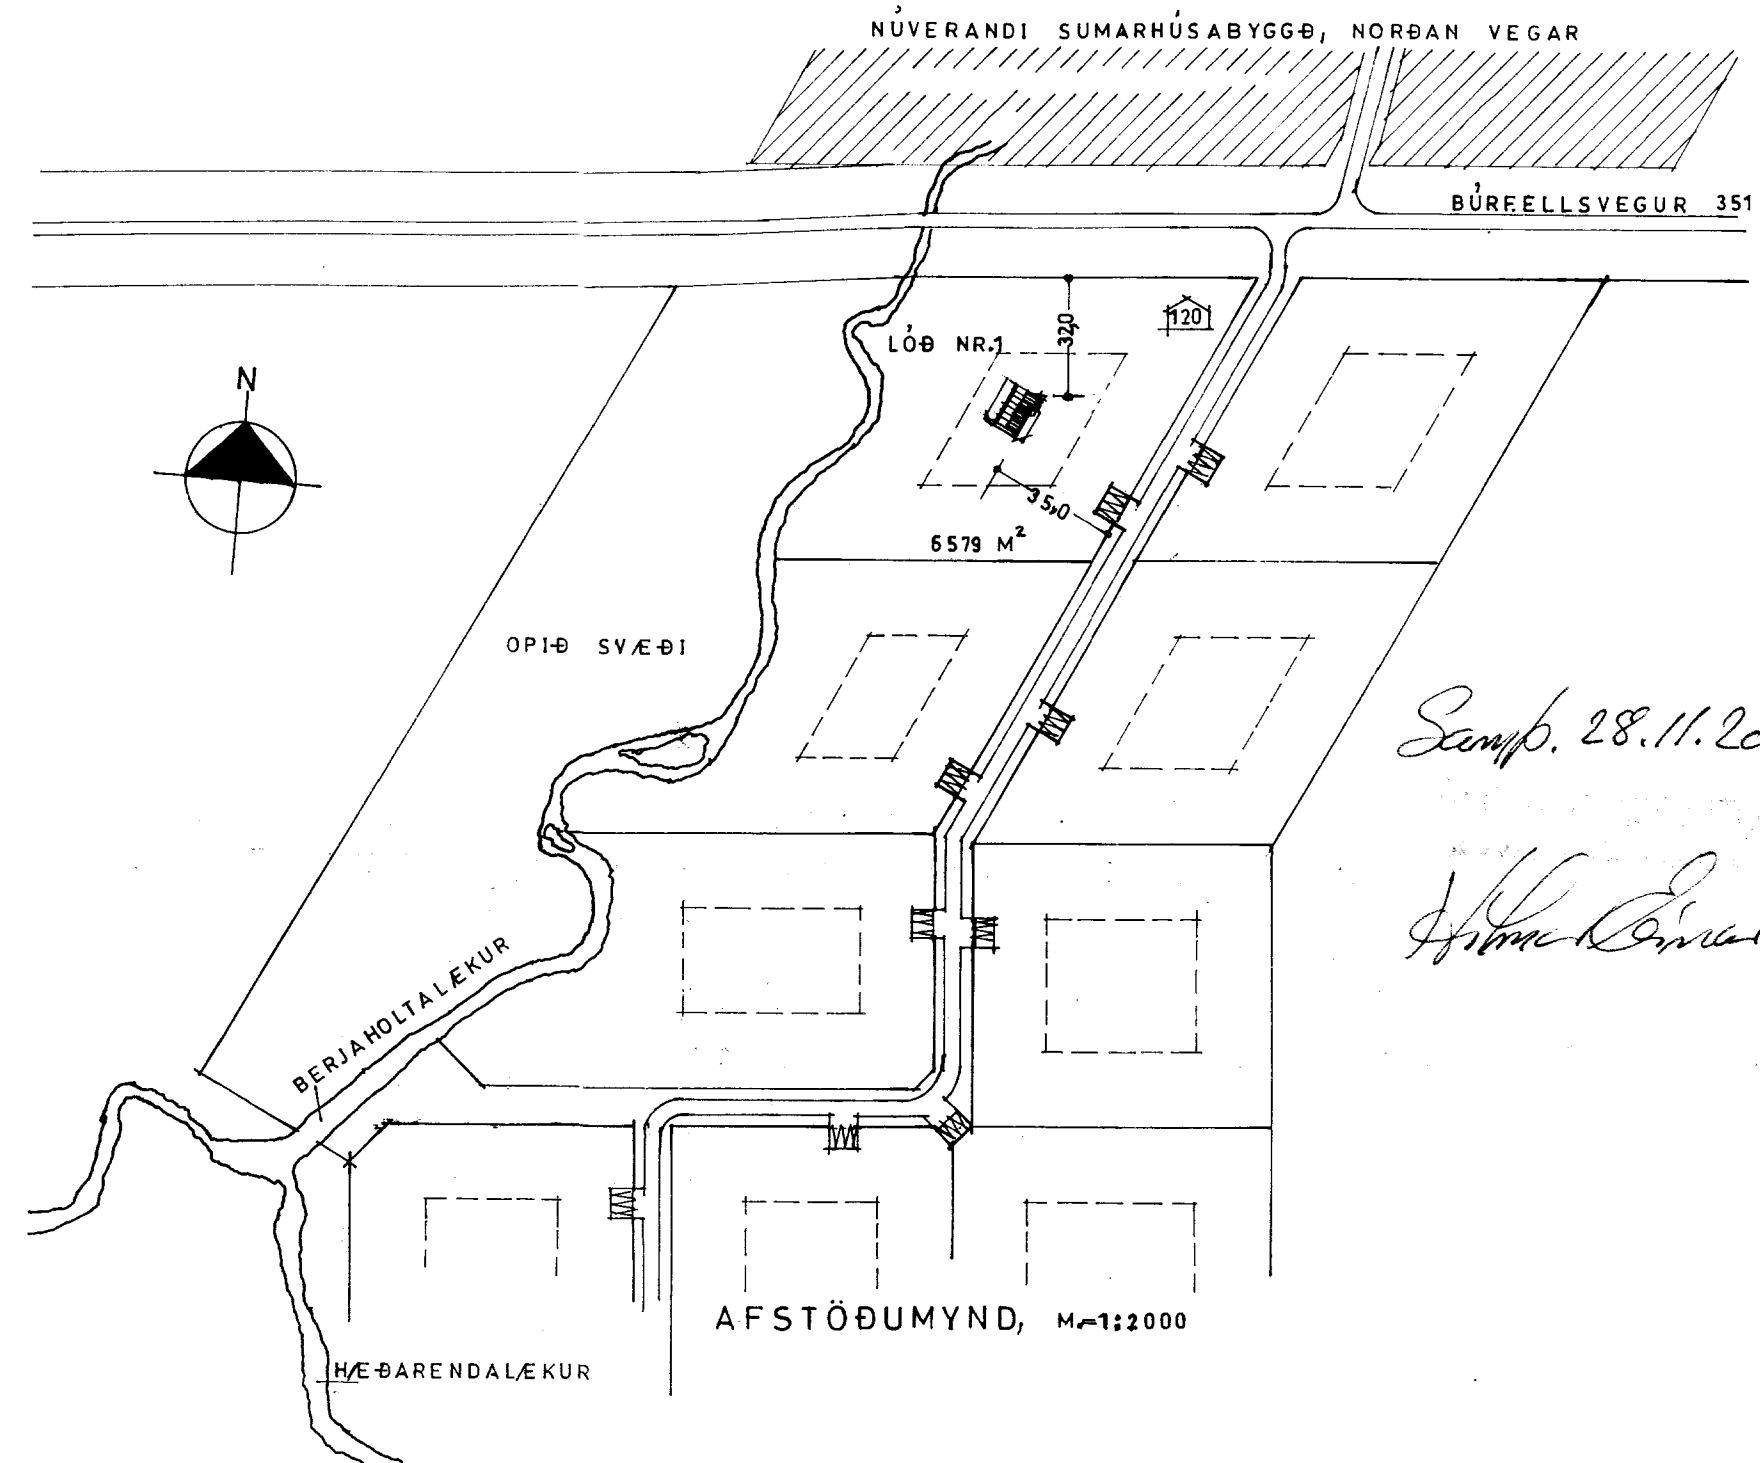 NÚVERANDI SUMARHÚSABYGGÐ, NORÐAN VEGAR
BÚRFELLSVEGUR 351
120
32,0
LÓÐ NR.1
N
35,0
6579 M²
OPIÐ SVÆÐI
Samþ. 28.11.20
BERJAHOLTALÆKUR
AFSTÖÐUMYND, M=1:2000
HÆÐARENDALÆKUR